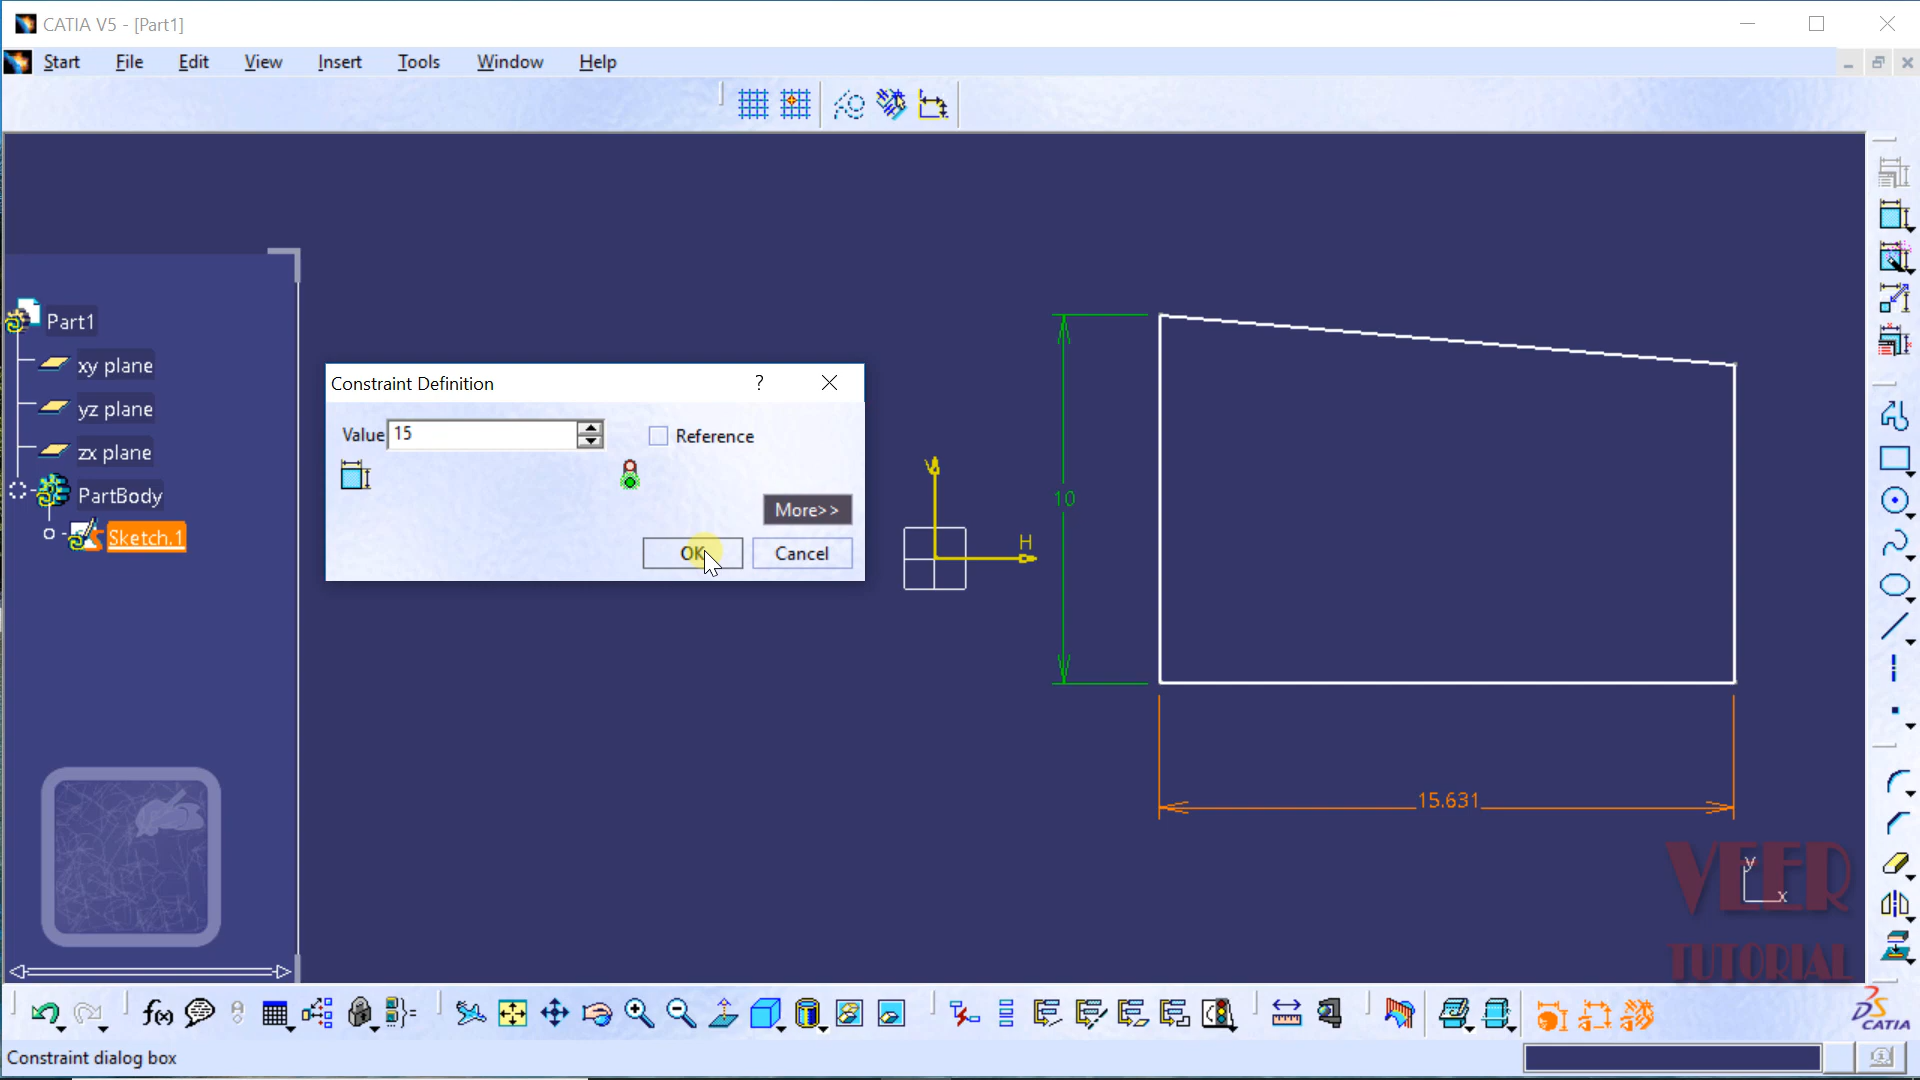 CATIA V5 - [Part1]
Start File Edit View Insert Tools Window Help
Part1
xy plane
yz plane
zx plane
PartBody
Sketch.1
Constraint Definition ?
Value 15 Reference
More>>
OK Cancel
V
H
10
15.631
y
x
VEER
TUTORIAL
f(x)
CATIA
Constraint dialog box